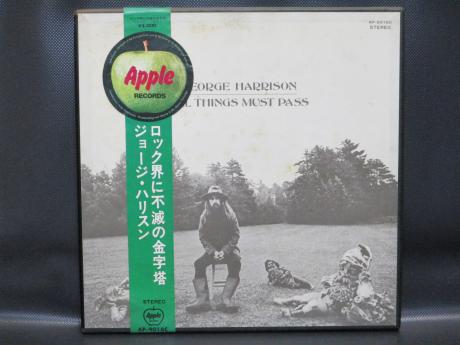 AP-9016C
STEREO
Apple
RECORDS
EORGE HARRISON
L THINGS MUST PASS
ロック界に不滅の金字塔
ジョージ・ハリスン
STEREO
Apple
AP-9016C